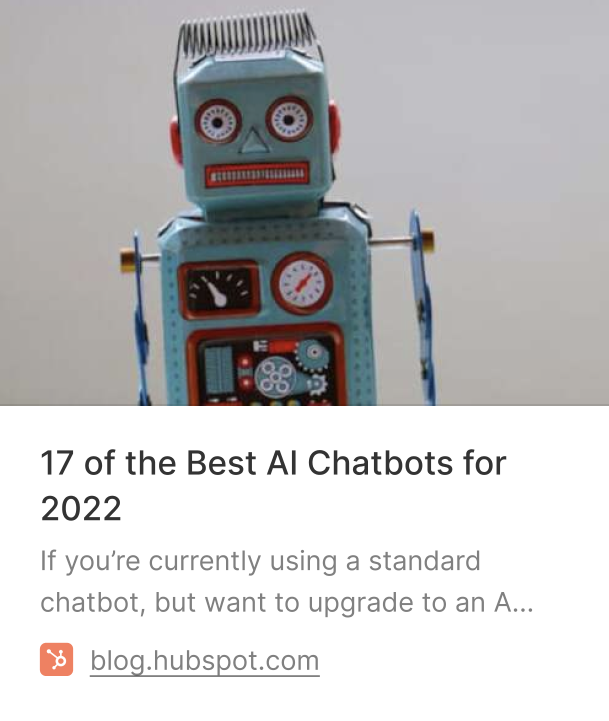 17 of the Best AI Chatbots for
2022
If you’re currently using a standard
chatbot, but want to upgrade to an A...
blog.hubspot.com